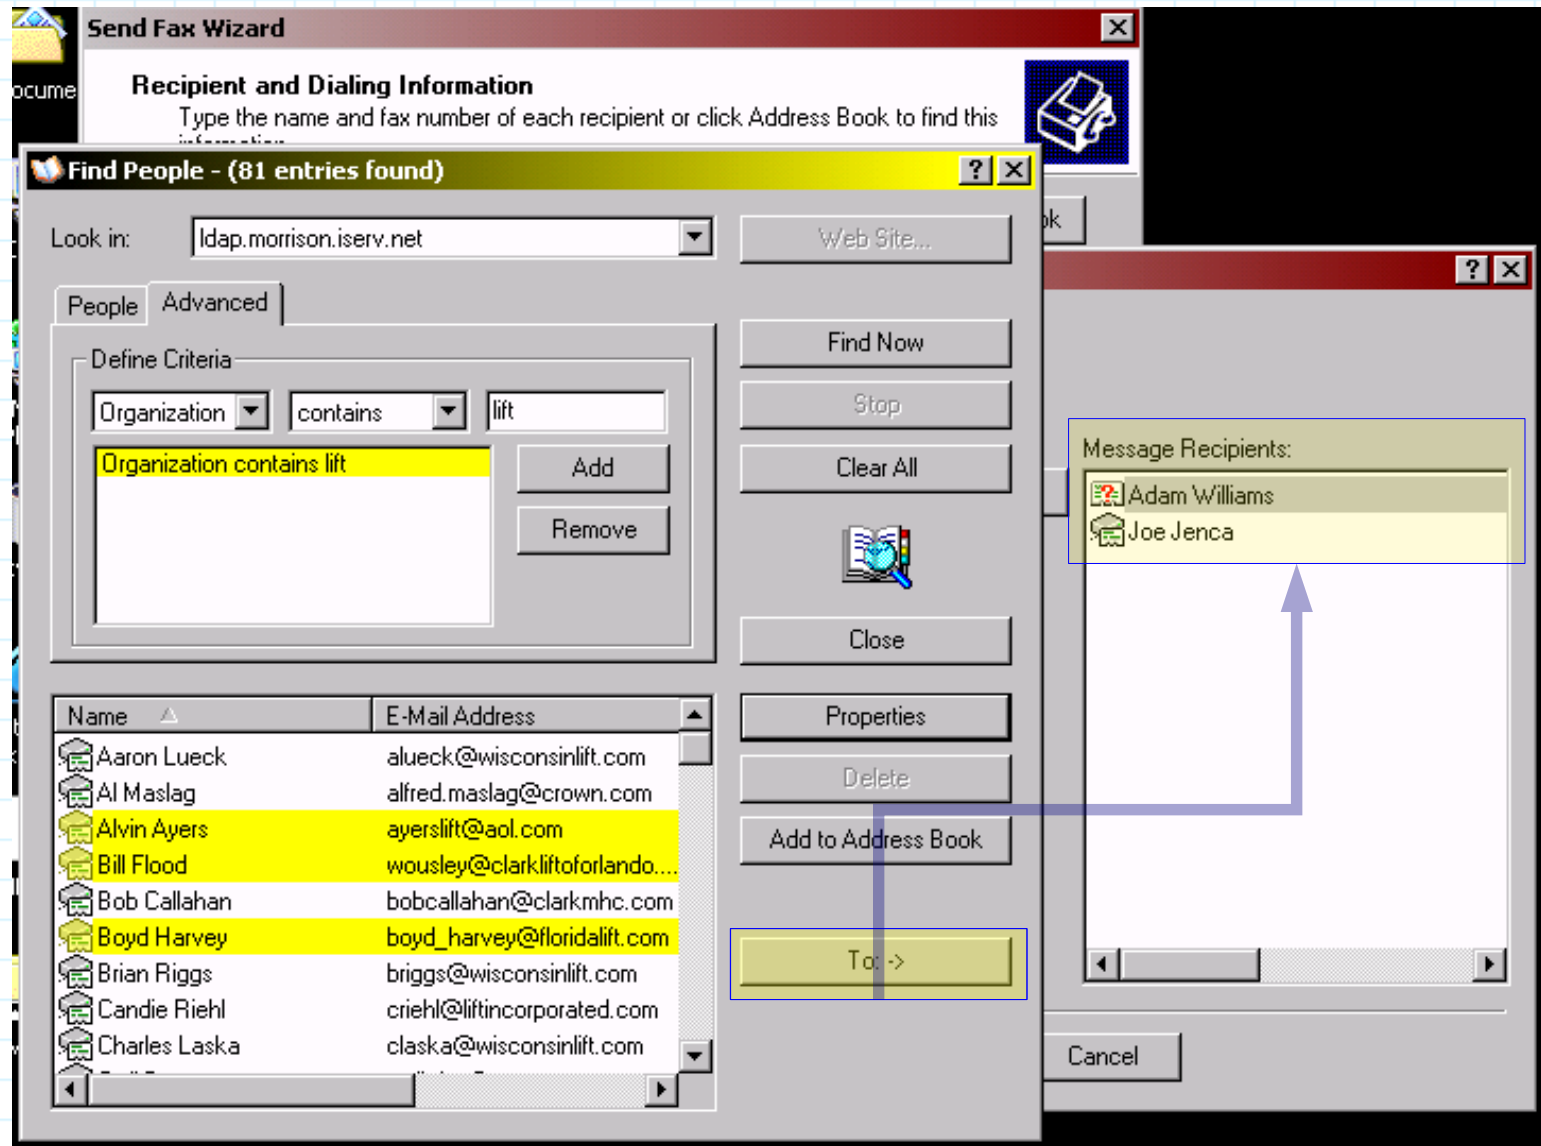 Send Fax Wizard
ocume
Recipient and Dialing Information
Type the name and fax number of each recipient or click Address Book to find this
Find People - (81 entries found)
Look in:
ldap.morrison.iserv.net
Web Site...
People
Advanced
Find Now
Define Criteria
Organization
contains
lift
Stop
Organization contains lift
Add
Clear All
Remove
Message Recipients:
Adam Williams
Joe Jenca
Close
Name
E-Mail Address
Properties
Aaron Lueck alueck@wisconsinlift.com
Al Maslag alfred.maslag@crown.com
Delete
Alvin Ayers ayerslift@aol.com
Add to Address Book
Bill Flood wousley@clarkliftoforlando....
Bob Callahan bobcallahan@clarkmhc.com
Boyd Harvey boyd_harvey@floridalift.com
To: ->
Brian Riggs briggs@wisconsinlift.com
Candie Riehl criehl@liftincorporated.com
Charles Laska claska@wisconsinlift.com
Cancel